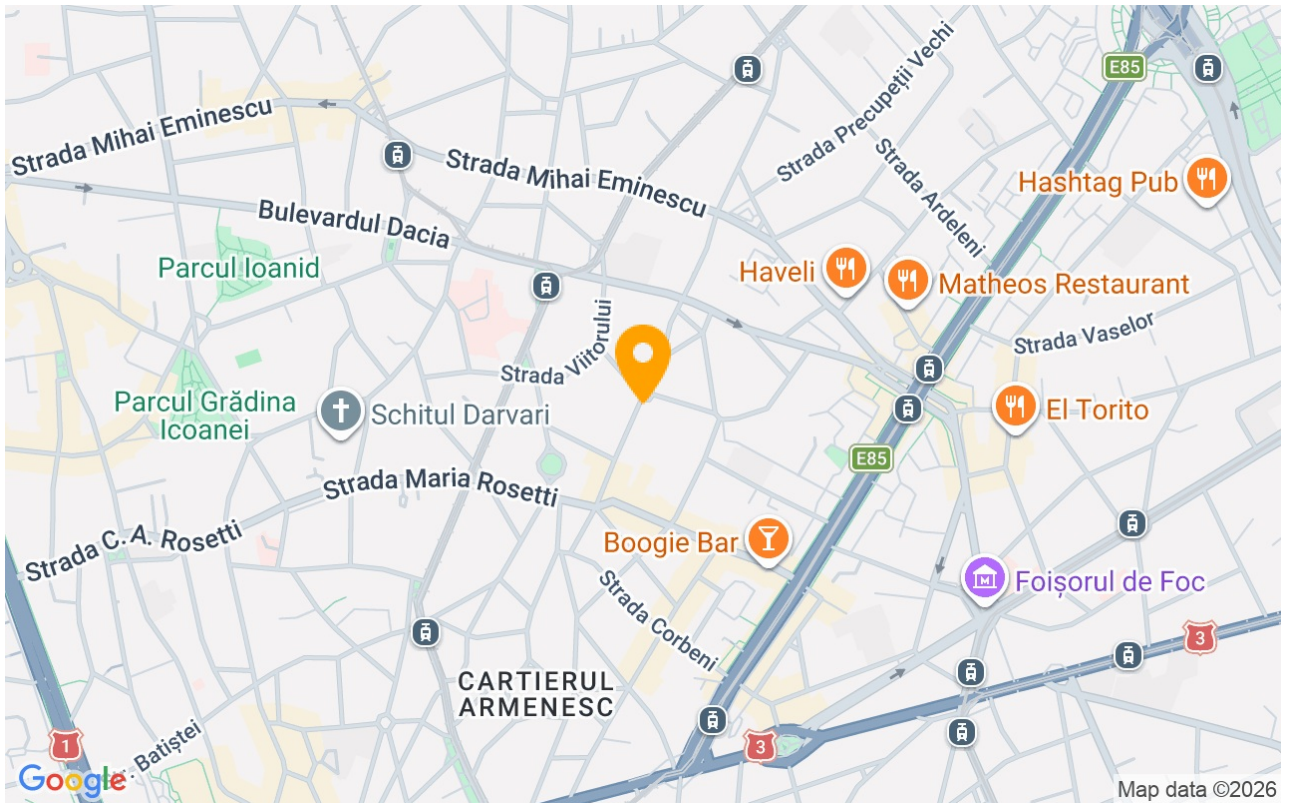 Strada Precupeții Vechi
E85
Strada Mihai Eminescu
Strada Mihai Eminescu
Strada Ardeleni
Hashtag Pub
Bulevardul Dacia
Parcul Ioanid
Haveli
Matheos Restaurant
Strada Viitorului
Strada Vaselor
Parcul Grădina
Icoanei
Schitul Darvari
El Torito
E85
Strada Maria Rosetti
Strada C. A. Rosetti
Boogie Bar
M
Foișorul de Foc
Strada Corbeni
3
CARTIERUL
ARMENESC
1
Batiștei
3
Google
Map data ©2026